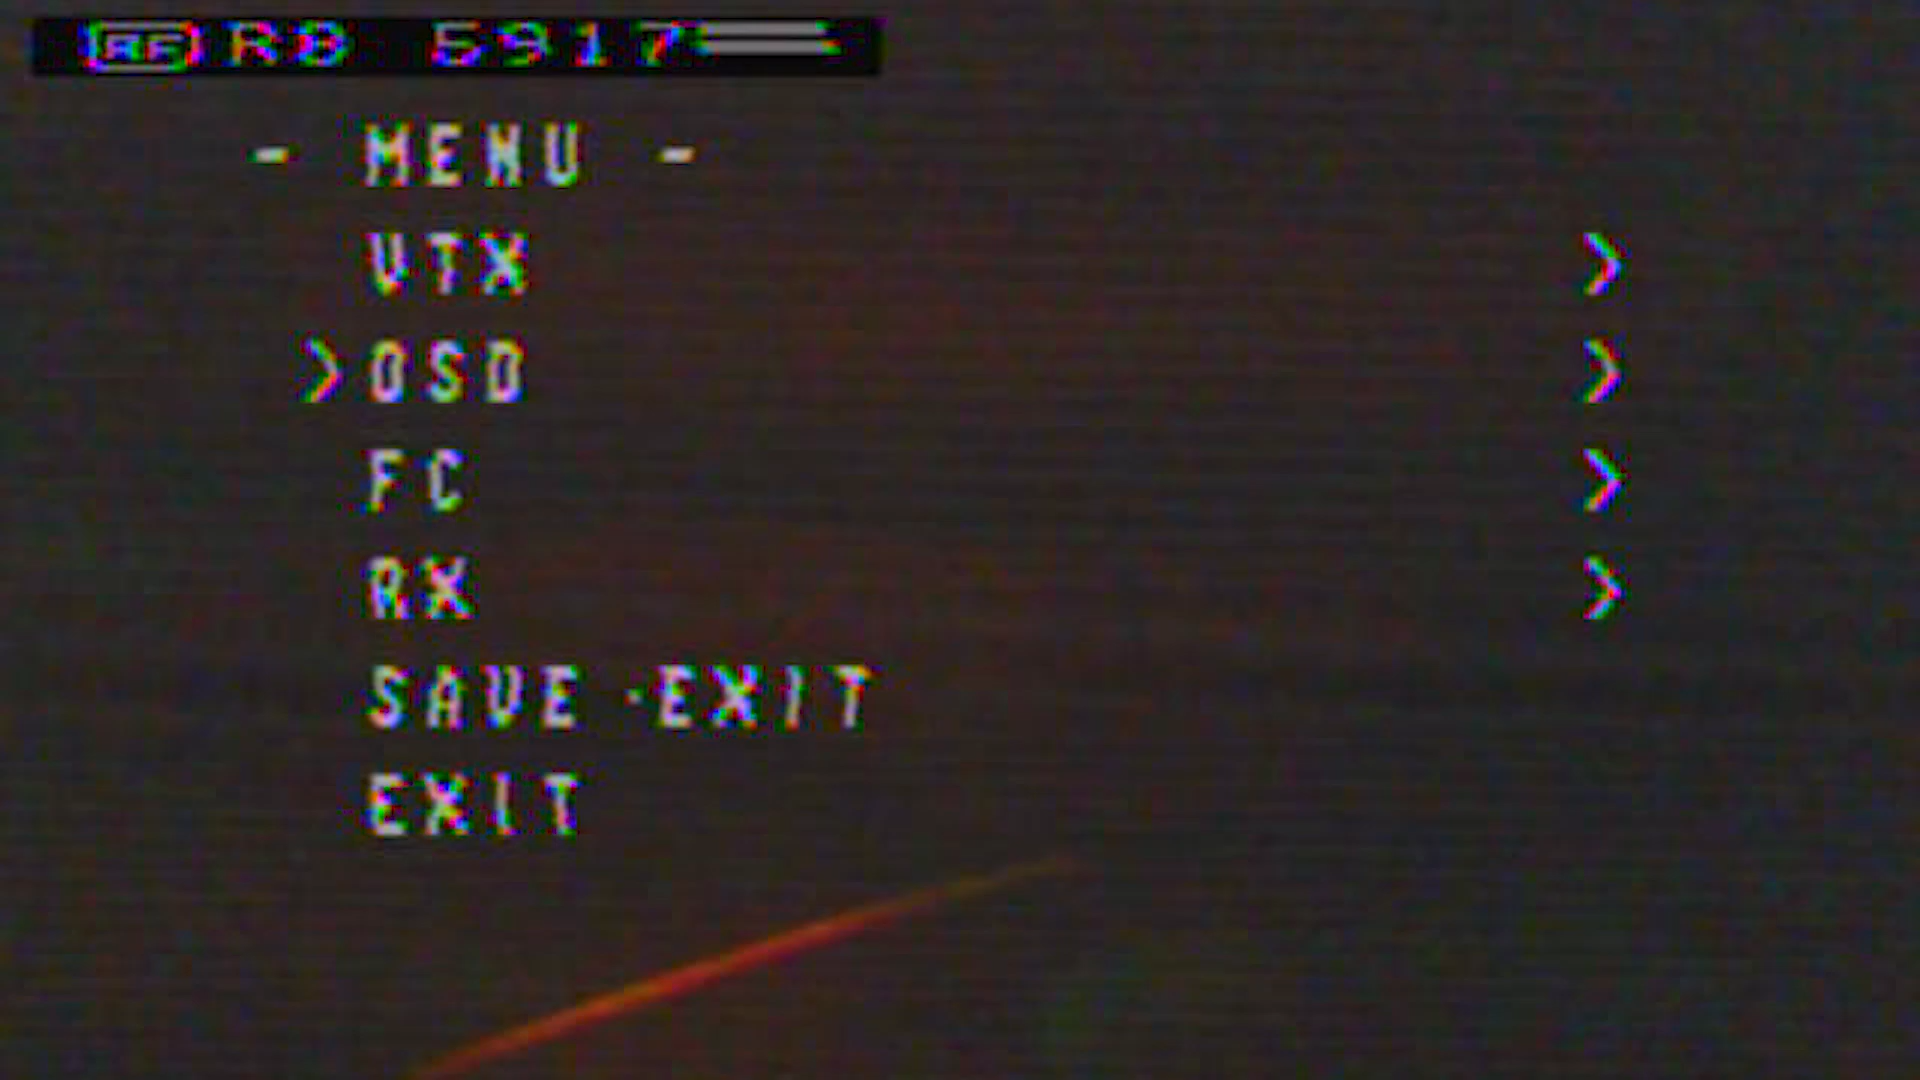 RF R8 5917
- MENU -
VTX >
>OSD >
FC >
RX >
SAVE·EXIT
EXIT